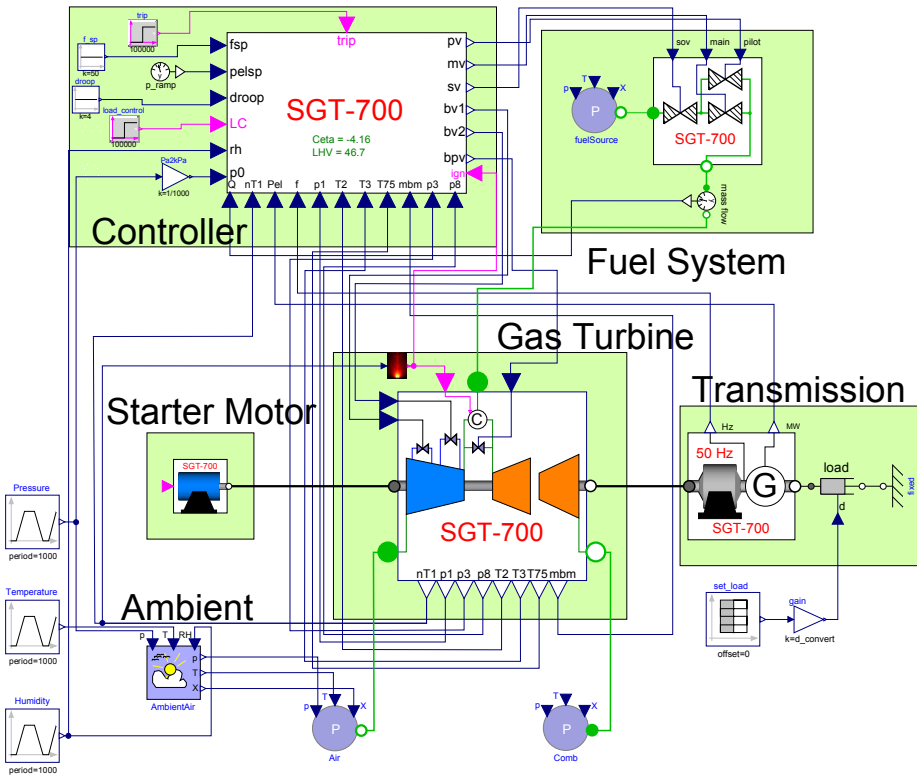 trip
100000
f_sp
k=50
p_ramp
droop
k=4
load_control
100000
Pa2kPa
k=1/1000
trip
fsp
pelsp
droop
LC
rh
p0
SGT-700
Ceta = -4.16
LHV = 46.7
pv
mv
sv
bv1
bv2
bpv
ign
Q nT1 Pel f p1 T2 T3 T75 mbm p3 p8
Controller
sov main pilot
T
p X
P
fuelSource
SGT-700
mass flow
Fuel System
Gas Turbine
C
SGT-700
nT1 p1 p3 p8 T2 T3 T75 mbm
Starter Motor
SGT-700
Transmission
Hz MW
50 Hz
G
SGT-700
load
d
fixed
set_load
offset=0
gain
k=d_convert
Pressure
period=1000
Temperature
period=1000
Humidity
period=1000
Ambient
p T RH
p
T
X
AmbientAir
T
p X
P
Air
T
p X
P
Comb